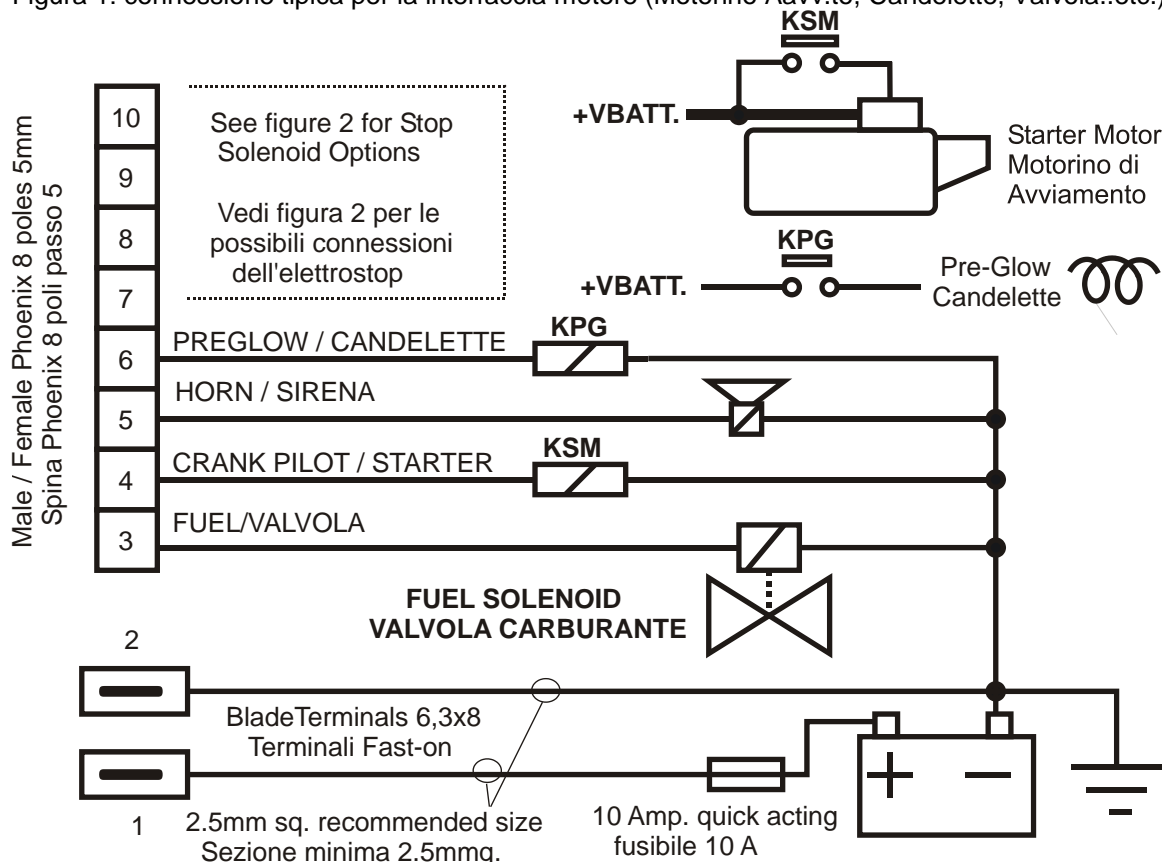 Figura 1: connessione tipica per la interfaccia motore (Motorino Aavv.to, Candelette, Valvola..etc.)
KSM
+VBATT.
Starter Motor
Motorino di
Avviamento
KPG
+VBATT.
Pre-Glow
Candelette
Male / Female Phoenix 8 poles 5mm
Spina Phoenix 8 poli passo 5
10
9
8
7
6
5
4
3
See figure 2 for Stop
Solenoid Options
Vedi figura 2 per le
possibili connessioni
dell'elettrostop
PREGLOW / CANDELETTE
KPG
HORN / SIRENA
CRANK PILOT / STARTER
KSM
FUEL/VALVOLA
FUEL SOLENOID
VALVOLA CARBURANTE
2
BladeTerminals 6,3x8
Terminali Fast-on
1
2.5mm sq. recommended size
Sezione minima 2.5mmq.
10 Amp. quick acting
fusibile 10 A
+ −